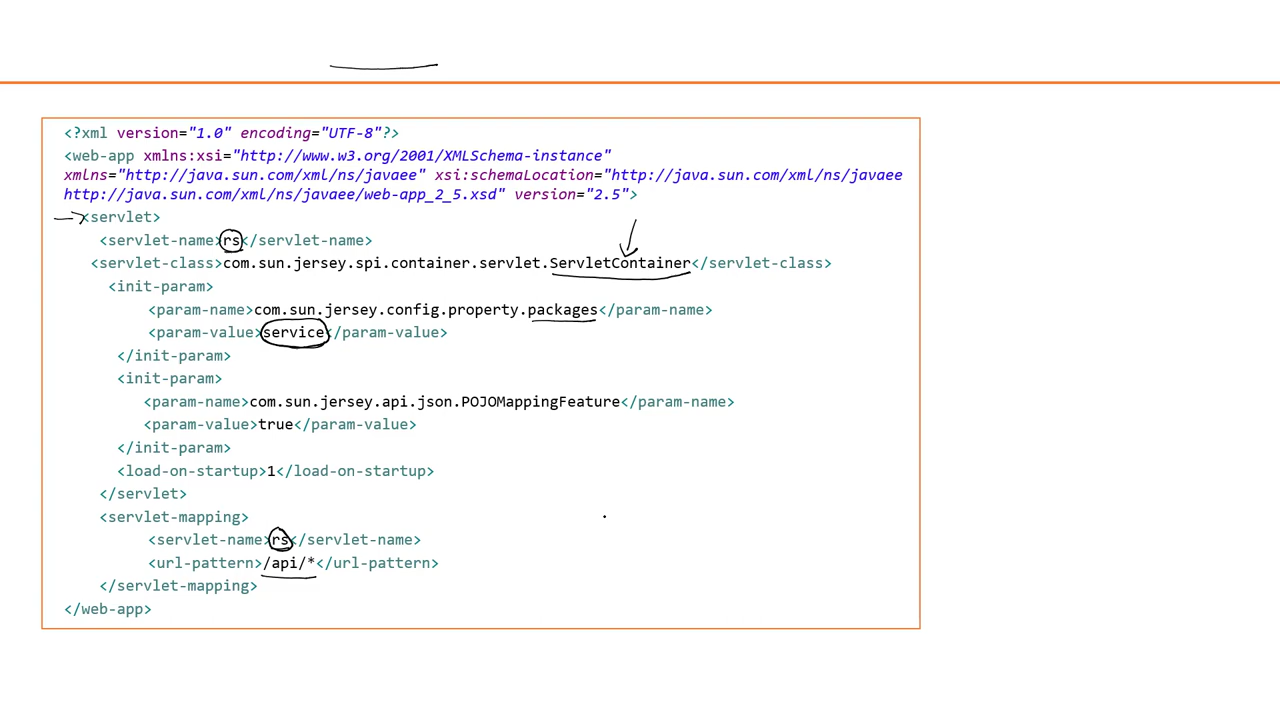 <?xml version="1.0" encoding="UTF-8"?>
<web-app xmlns:xsi="http://www.w3.org/2001/XMLSchema-instance"
xmlns="http://java.sun.com/xml/ns/javaee" xsi:schemaLocation="http://java.sun.com/xml/ns/javaee
http://java.sun.com/xml/ns/javaee/web-app_2_5.xsd" version="2.5">
<servlet>
<servlet-name>rs</servlet-name>
<servlet-class>com.sun.jersey.spi.container.servlet.ServletContainer</servlet-class>
<init-param>
<param-name>com.sun.jersey.config.property.packages</param-name>
<param-value>service</param-value>
</init-param>
<init-param>
<param-name>com.sun.jersey.api.json.POJOMappingFeature</param-name>
<param-value>true</param-value>
</init-param>
<load-on-startup>1</load-on-startup>
</servlet>
<servlet-mapping>
<servlet-name>rs</servlet-name>
<url-pattern>/api/*</url-pattern>
</servlet-mapping>
</web-app>